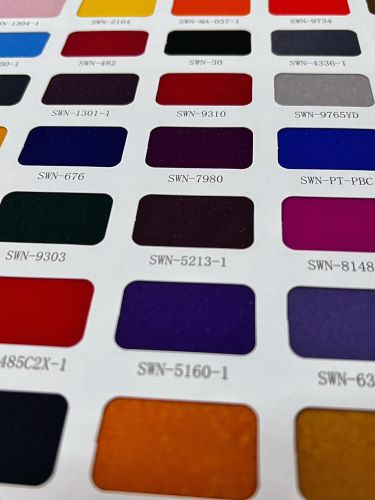 SWN-1304-1
SWN-2104
SWN-MA-037-1
SWN-9734
00-1
SWN-482
SWN-30
SWN-4336-1
SWN-1301-1
SWN-9310
SWN-9765YD
SWN-676
SWN-7980
SWN-PT-PBC
SWN-9303
SWN-5213-1
SWN-8148
485C2X-1
SWN-5160-1
SWN-63